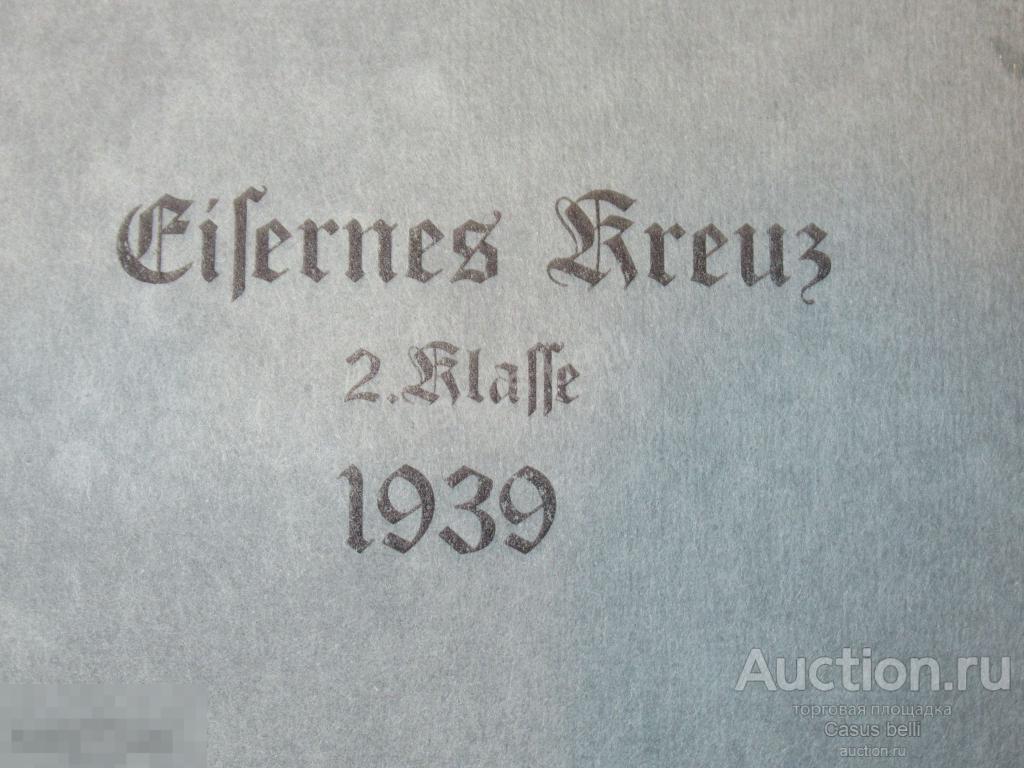 Eiſernes Kreuz
2. Klaſſe
1939
Auction.ru
торговая площадка
Casus belli
auction.ru